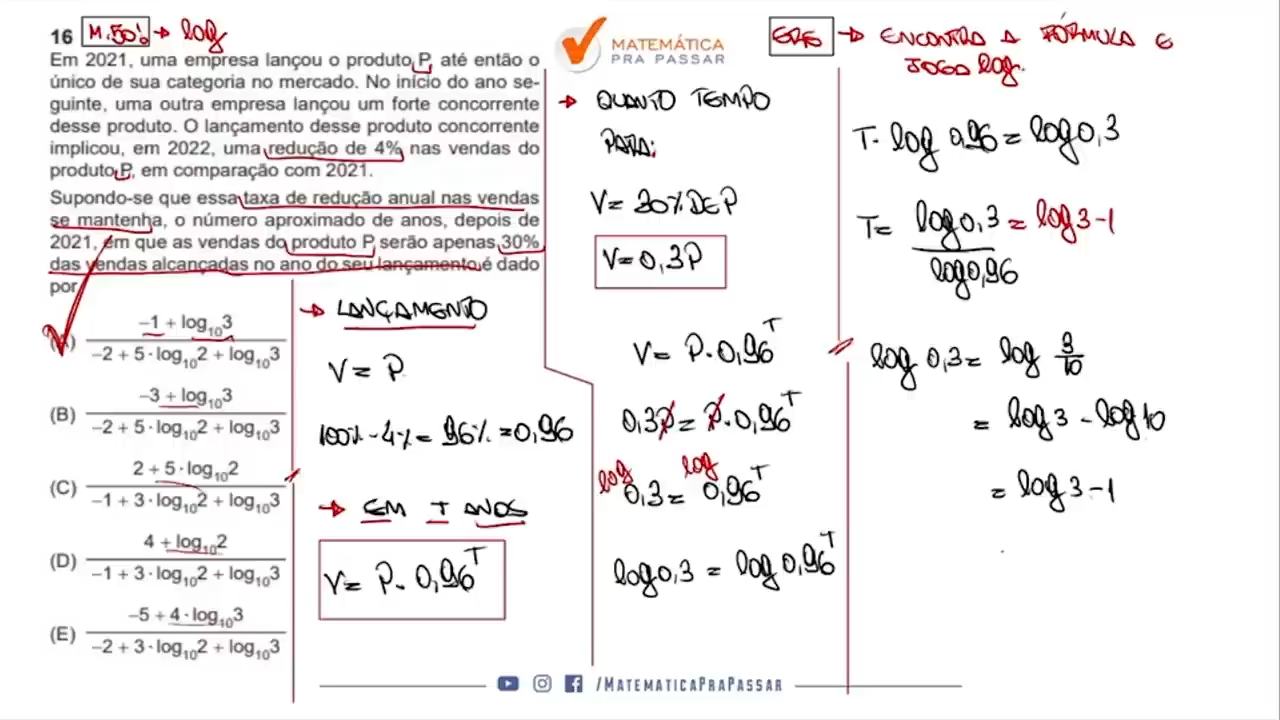 16 M.50% → log
Em 2021, uma empresa lançou o produto P, até então o
único de sua categoria no mercado. No início do ano se-
guinte, uma outra empresa lançou um forte concorrente
desse produto. O lançamento desse produto concorrente
implicou, em 2022, uma redução de 4% nas vendas do
produto P, em comparação com 2021.
Supondo-se que essa taxa de redução anual nas vendas
se mantenha, o número aproximado de anos, depois de
2021, em que as vendas do produto P serão apenas 30%
das vendas alcançadas no ano do seu lançamento é dado
por
(A) −1 + log₁₀3
−2 + 5·log₁₀2 + log₁₀3
(B) −3 + log₁₀3
−2 + 5·log₁₀2 + log₁₀3
(C) 2 + 5·log₁₀2
−1 + 3·log₁₀2 + log₁₀3
(D) 4 + log₁₀2
−1 + 3·log₁₀2 + log₁₀3
(E) −5 + 4·log₁₀3
−2 + 3·log₁₀2 + log₁₀3
→ LANÇAMENTO
V = P
100% - 4% = 96% = 0,96
→ EM T ANOS
V = P. 0,96^T
MATEMÁTICA
PRA PASSAR
→ QUANTO TEMPO
PARA:
V = 30% DE P
V = 0,3P
V = P. 0,96^T
0,3P = P. 0,96^T
log 0,3 = log 0,96^T
log 0,3 = log 0,96^T
→ ENCONTRA A FÓRMULA E
JOGA log.
T. log 0,96 = log 0,3
T = log 0,3 = log 3 - 1
log 0,96
log 0,3 = log 3/10
= log 3 - log 10
= log 3 - 1
/MATEMATICAPRAPASSAR